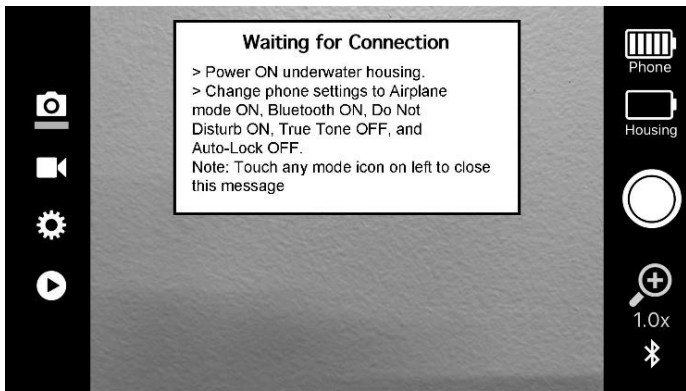 Waiting for Connection
> Power ON underwater housing.
> Change phone settings to Airplane
mode ON, Bluetooth ON, Do Not
Disturb ON, True Tone OFF, and
Auto-Lock OFF.
Note: Touch any mode icon on left to close
this message
Phone
Housing
1.0x